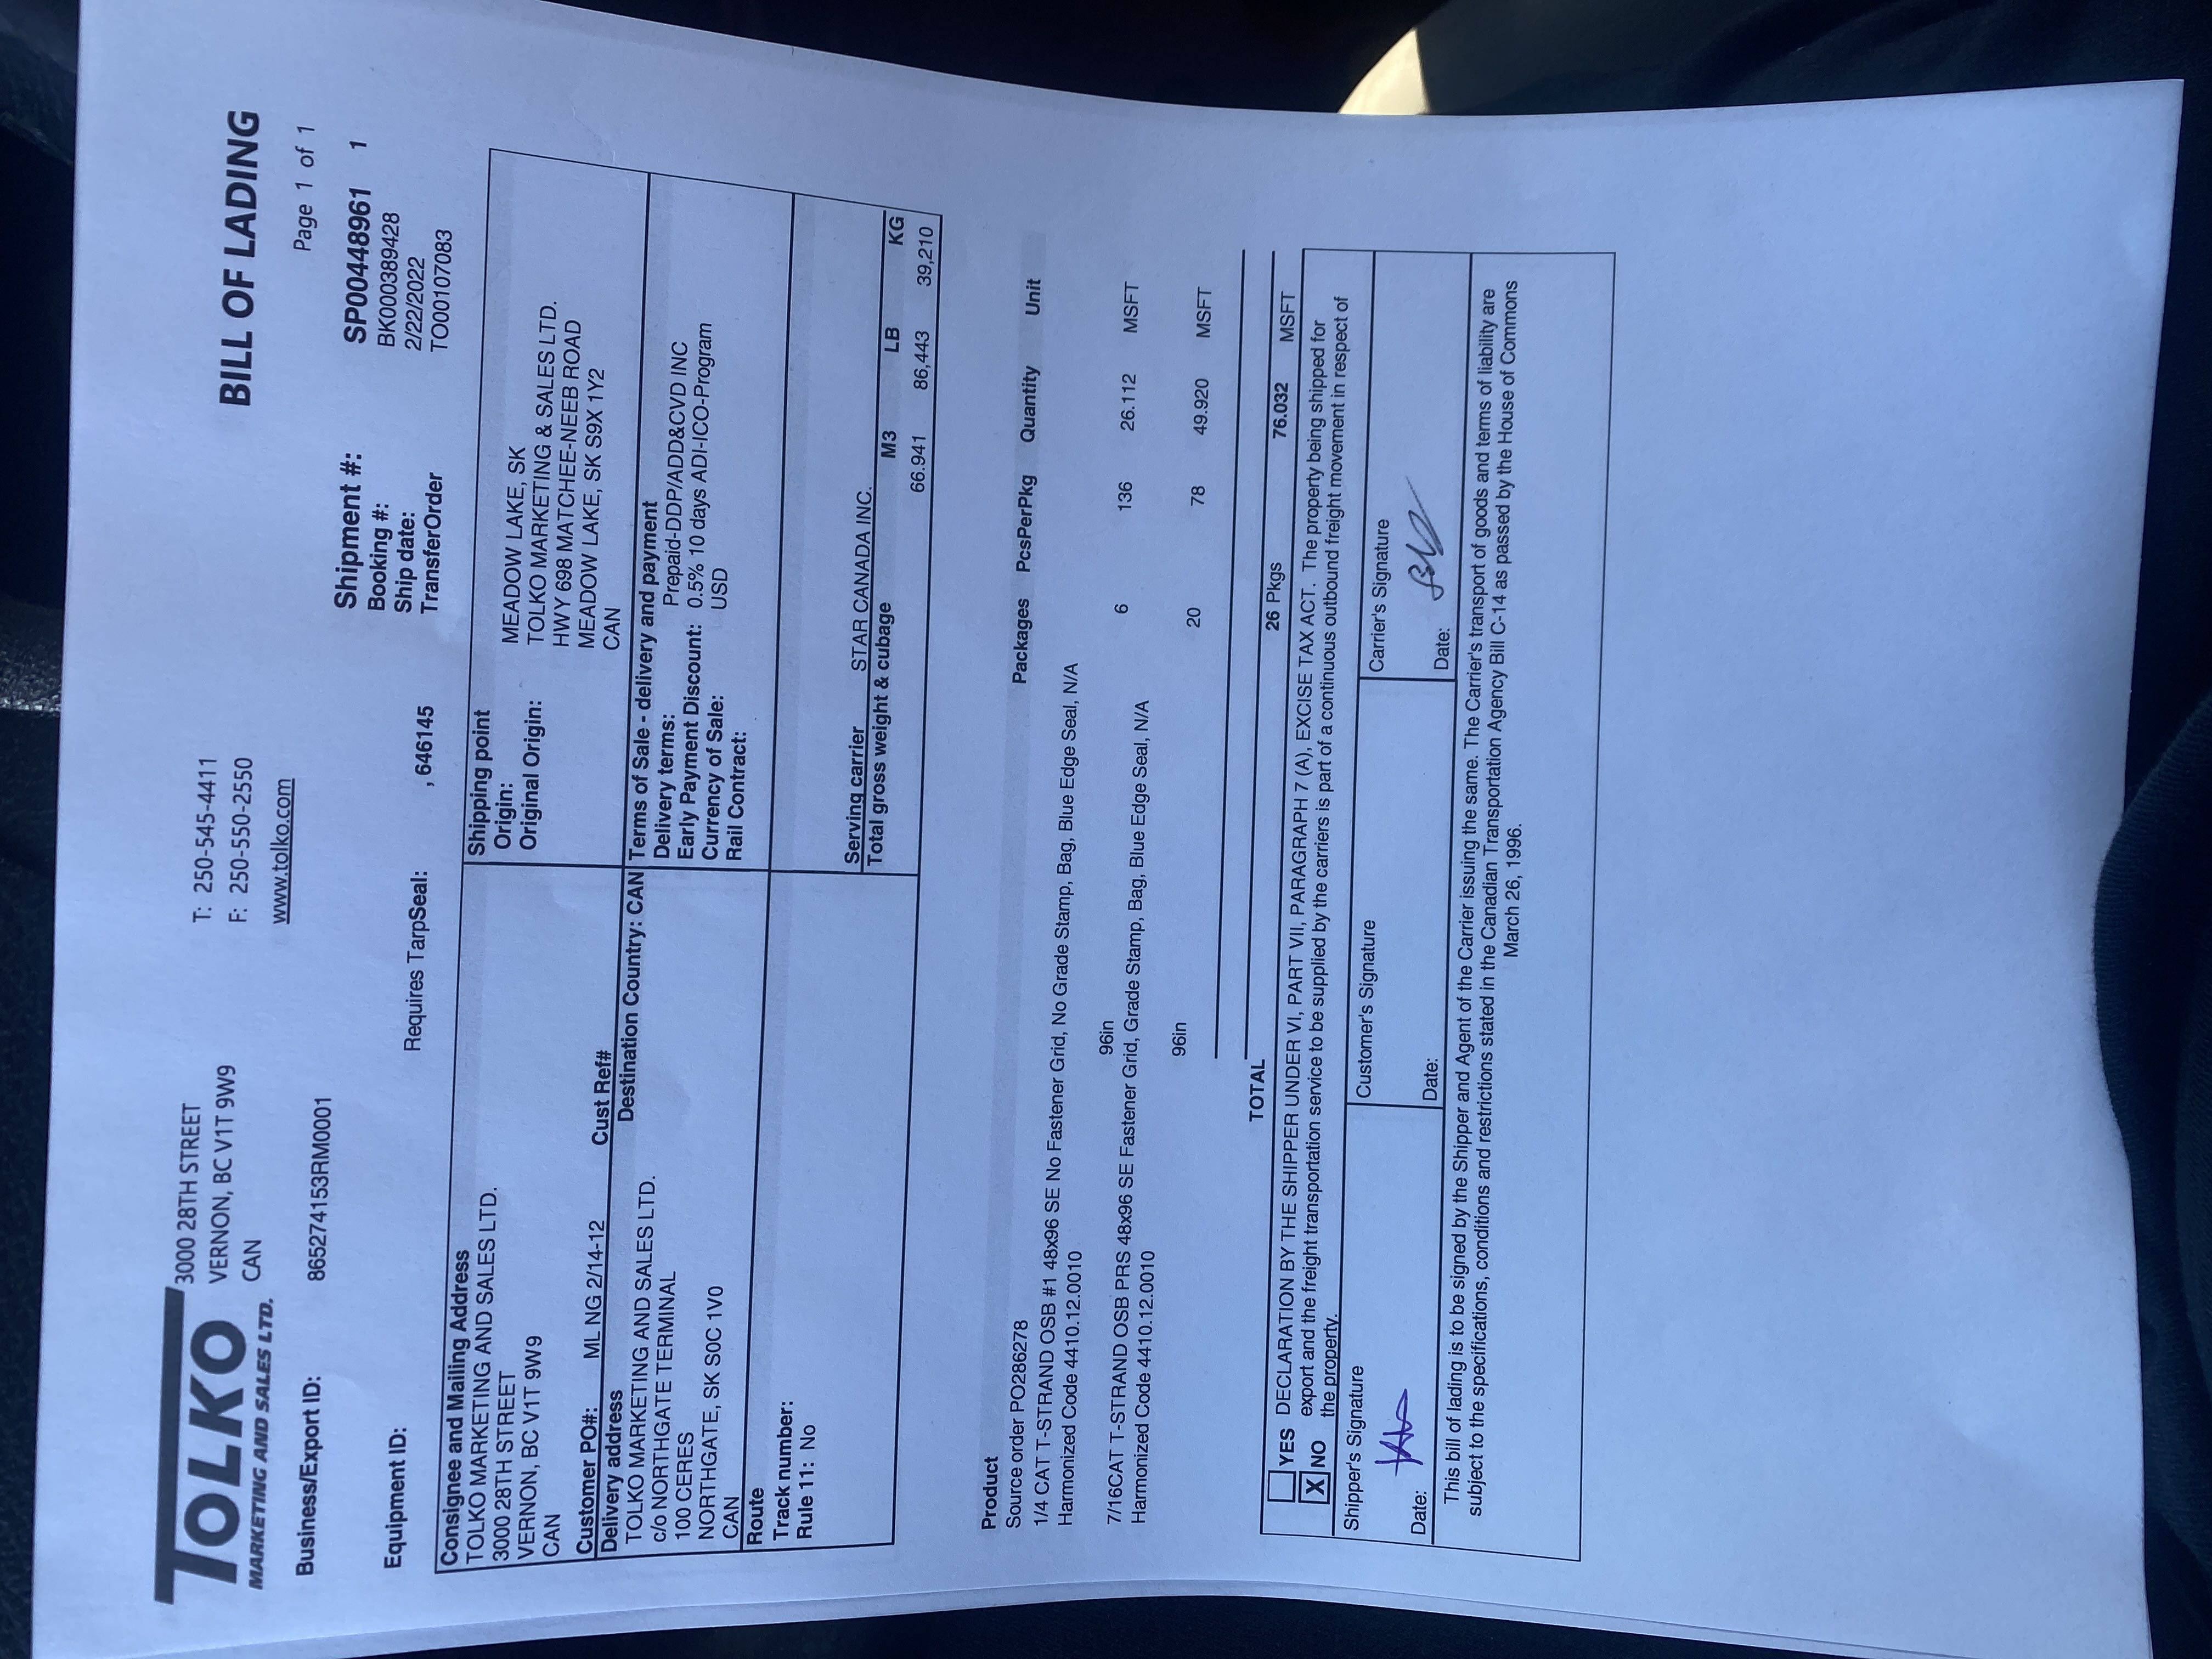 TOLKO
MARKETING AND SALES LTD.
3000 28TH STREET
VERNON, BC V1T 9W9
CAN
T: 250-545-4411
F: 250-550-2550
www.tolko.com
BILL OF LADING
Page 1 of 1
Business/Export ID: 865274153RM0001
Shipment #: SP00448961 1
Booking #: BK000389428
Ship date: 2/22/2022
TransferOrder TO00107083
Equipment ID:
Requires TarpSeal: , 646145
Consignee and Mailing Address
TOLKO MARKETING AND SALES LTD.
3000 28TH STREET
VERNON, BC V1T 9W9
CAN
Customer PO#: ML NG 2/14-12 Cust Ref#
Shipping point
Origin: MEADOW LAKE, SK
Original Origin: TOLKO MARKETING & SALES LTD.
HWY 698 MATCHEE-NEEB ROAD
MEADOW LAKE, SK S9X 1Y2
CAN
Delivery address
Destination Country: CAN
TOLKO MARKETING AND SALES LTD.
c/o NORTHGATE TERMINAL
100 CERES
NORTHGATE, SK S0C 1V0
CAN
Terms of Sale - delivery and payment
Delivery terms: Prepaid-DDP/ADD&CVD INC
Early Payment Discount: 0.5% 10 days ADI-ICO-Program
Currency of Sale: USD
Rail Contract:
Route
Track number:
Rule 11: No
Serving carrier STAR CANADA INC.
Total gross weight & cubage M3 LB KG
66.941 86,443 39,210
Product Packages PcsPerPkg Quantity Unit
Source order PO286278
1/4 CAT T-STRAND OSB #1 48x96 SE No Fastener Grid, No Grade Stamp, Bag, Blue Edge Seal, N/A
Harmonized Code 4410.12.0010
96in 6 136 26.112 MSFT
7/16CAT T-STRAND OSB PRS 48x96 SE Fastener Grid, Grade Stamp, Bag, Blue Edge Seal, N/A
Harmonized Code 4410.12.0010
96in 20 78 49.920 MSFT
TOTAL 26 Pkgs 76.032 MSFT
YES DECLARATION BY THE SHIPPER UNDER VI, PART VII, PARAGRAPH 7 (A), EXCISE TAX ACT. The property being shipped for
X NO export and the freight transportation service to be supplied by the carriers is part of a continuous outbound freight movement in respect of
the property.
Shipper's Signature
Date:
Customer's Signature
Date:
Carrier's Signature
Date:
This bill of lading is to be signed by the Shipper and Agent of the Carrier issuing the same. The Carrier's transport of goods and terms of liability are
subject to the specifications, conditions and restrictions stated in the Canadian Transportation Agency Bill C-14 as passed by the House of Commons
March 26, 1996.